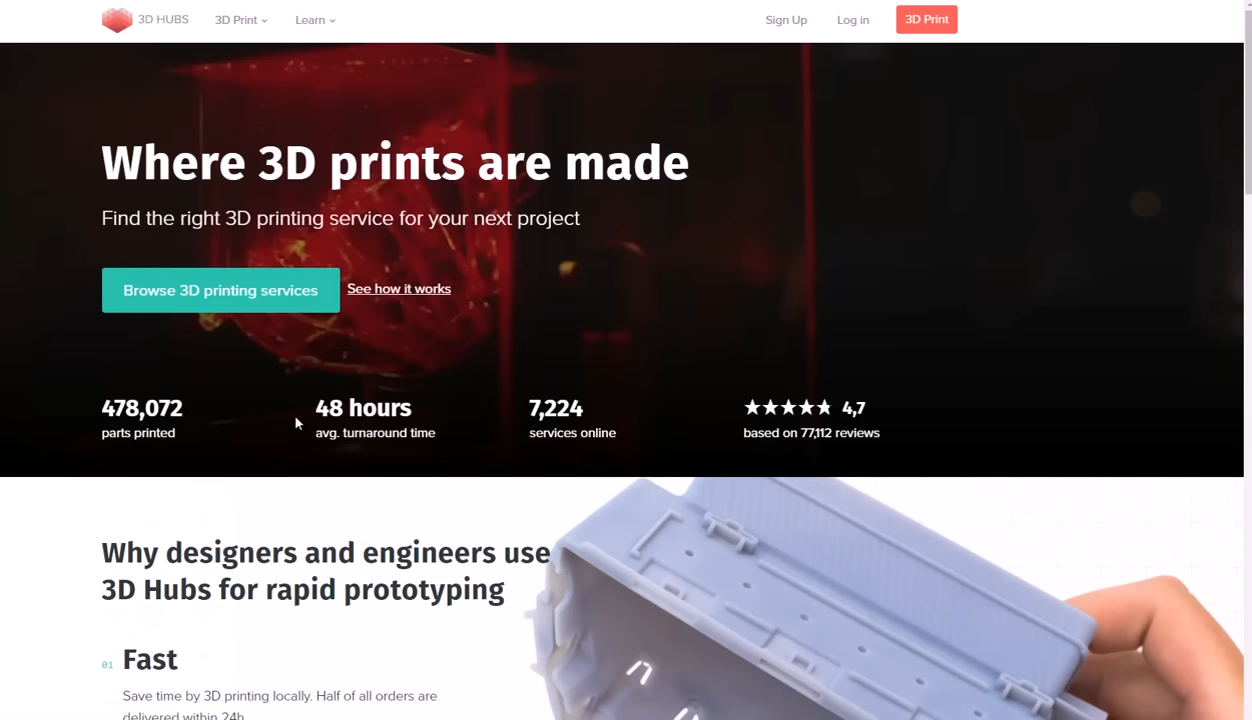 3D HUBS 3D Print Learn Sign Up Log in 3D Print
Where 3D prints are made
Find the right 3D printing service for your next project
Browse 3D printing services See how it works
478,072 48 hours 7,224 4,7
parts printed avg. turnaround time services online based on 77,112 reviews
Why designers and engineers use
3D Hubs for rapid prototyping
01 Fast
Save time by 3D printing locally. Half of all orders are
delivered within 24h